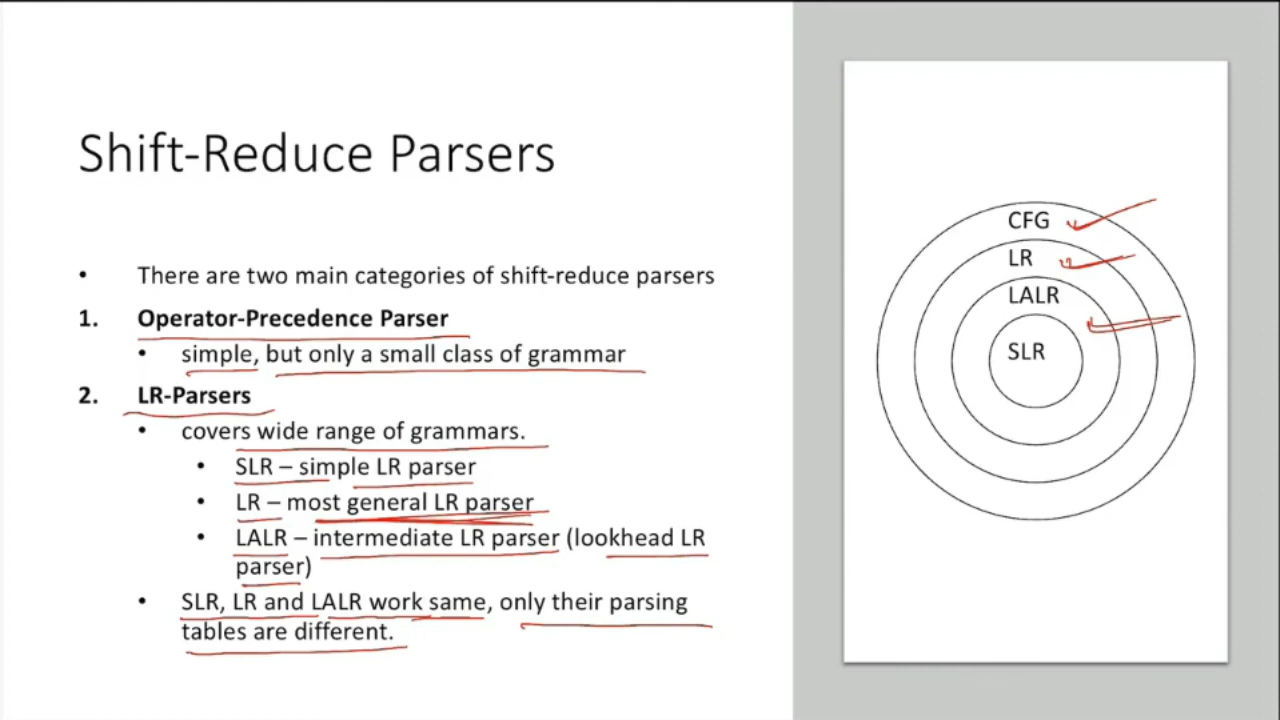 Shift-Reduce Parsers
• There are two main categories of shift-reduce parsers
1. Operator-Precedence Parser
• simple, but only a small class of grammar
2. LR-Parsers
• covers wide range of grammars.
• SLR – simple LR parser
• LR – most general LR parser
• LALR – intermediate LR parser (lookhead LR
parser)
• SLR, LR and LALR work same, only their parsing
tables are different.
CFG
LR
LALR
SLR